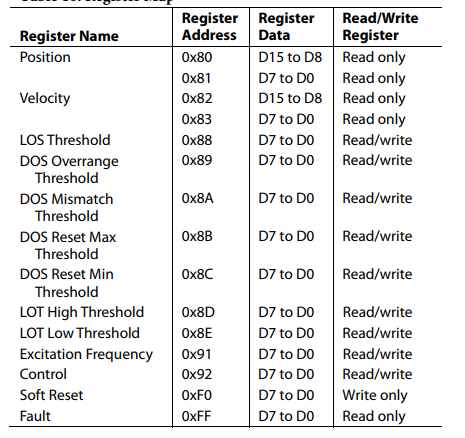 Table 10. Register Map
Register Name Register Address Register Data Read/Write Register
Position 0x80 D15 to D8 Read only
0x81 D7 to D0 Read only
Velocity 0x82 D15 to D8 Read only
0x83 D7 to D0 Read only
LOS Threshold 0x88 D7 to D0 Read/write
DOS Overrange 0x89 D7 to D0 Read/write
Threshold
DOS Mismatch 0x8A D7 to D0 Read/write
Threshold
DOS Reset Max 0x8B D7 to D0 Read/write
Threshold
DOS Reset Min 0x8C D7 to D0 Read/write
Threshold
LOT High Threshold 0x8D D7 to D0 Read/write
LOT Low Threshold 0x8E D7 to D0 Read/write
Excitation Frequency 0x91 D7 to D0 Read/write
Control 0x92 D7 to D0 Read/write
Soft Reset 0xF0 D7 to D0 Write only
Fault 0xFF D7 to D0 Read only